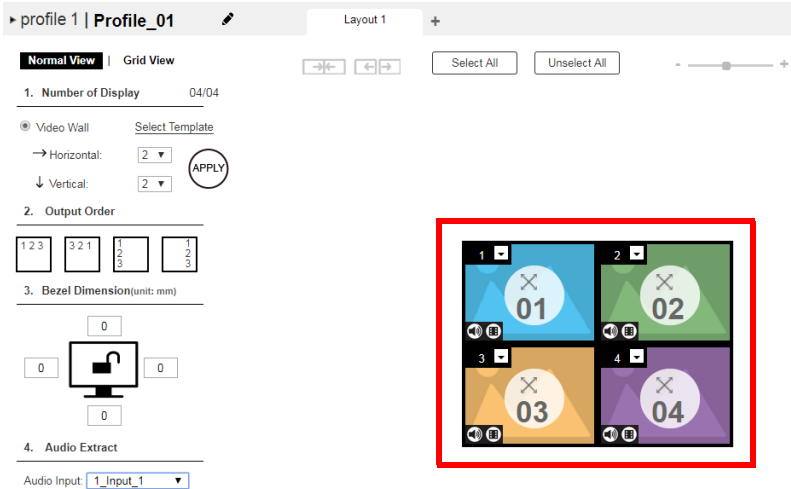 profile 1 | Profile_01
Layout 1
+
Normal View | Grid View
Select All
Unselect All
- +
1. Number of Display 04/04
Video Wall Select Template
Horizontal: 2
APPLY
Vertical: 2
2. Output Order
1 2 3
3 2 1
1
2
3
1
2
3
3. Bezel Dimension(unit: mm)
0
0
0
0
4. Audio Extract
Audio Input: 1_Input_1
1
01
2
02
3
03
4
04